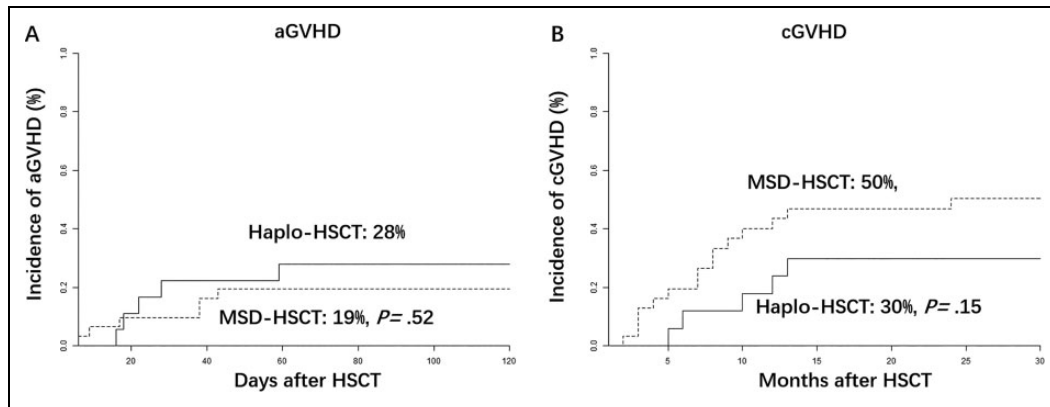 A
aGVHD
Incidence of aGVHD (%)
1.0
0.8
0.6
0.4
0.2
0.0
Haplo-HSCT: 28%
MSD-HSCT: 19%, P= .52
20
40
60
80
100
120
Days after HSCT
B
cGVHD
Incidence of cGVHD (%)
1.0
0.8
0.6
0.4
0.2
0.0
MSD-HSCT: 50%,
Haplo-HSCT: 30%, P= .15
5
10
15
20
25
30
Months after HSCT